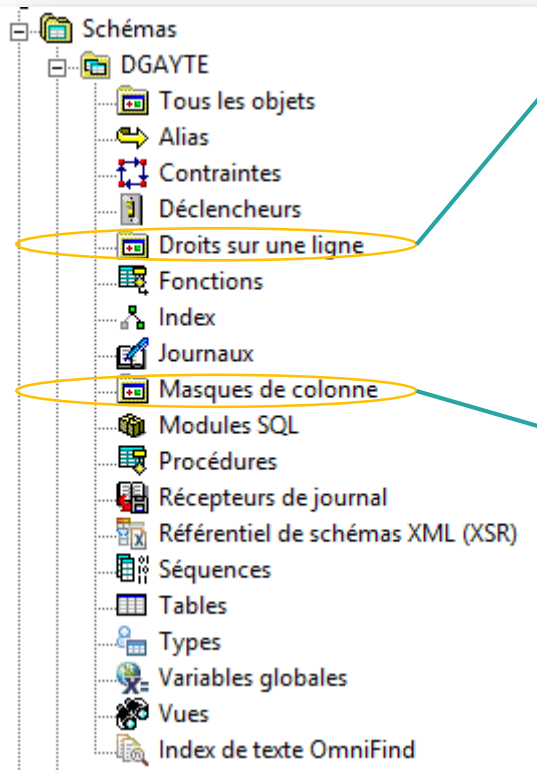 Schémas
DGAYTE
Tous les objets
Alias
Contraintes
Déclencheurs
Droits sur une ligne
Fonctions
Index
Journaux
Masques de colonne
Modules SQL
Procédures
Récepteurs de journal
Référentiel de schémas XML (XSR)
Séquences
Tables
Types
Variables globales
Vues
Index de texte OmniFind